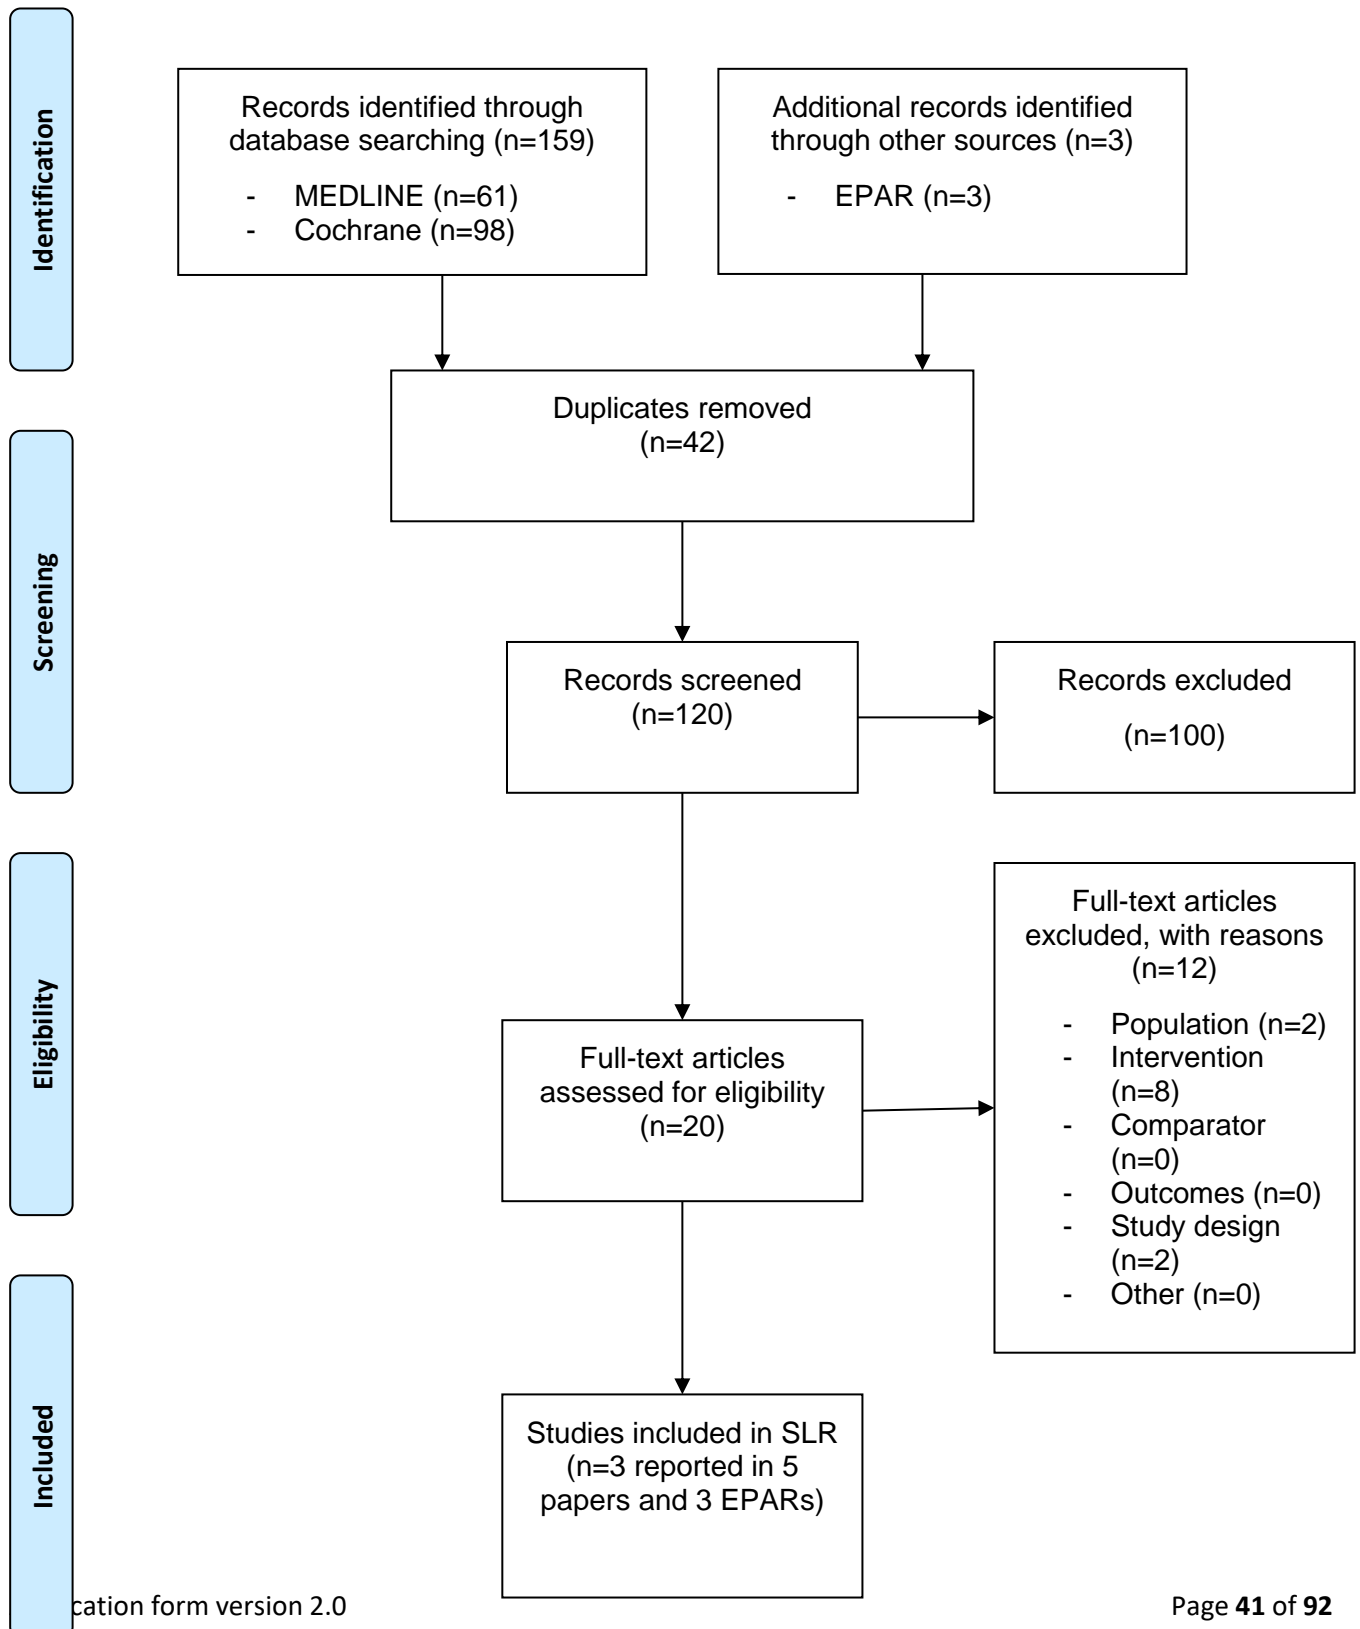 Identification
Records identified through
database searching (n=159)
- MEDLINE (n=61)
- Cochrane (n=98)
Additional records identified
through other sources (n=3)
- EPAR (n=3)
Duplicates removed
(n=42)
Screening
Records screened
(n=120)
Records excluded
(n=100)
Eligibility
Full-text articles
assessed for eligibility
(n=20)
Full-text articles
excluded, with reasons
(n=12)
- Population (n=2)
- Intervention
(n=8)
- Comparator
(n=0)
- Outcomes (n=0)
- Study design
(n=2)
- Other (n=0)
Included
Studies included in SLR
(n=3 reported in 5
papers and 3 EPARs)
cation form version 2.0
Page 41 of 92